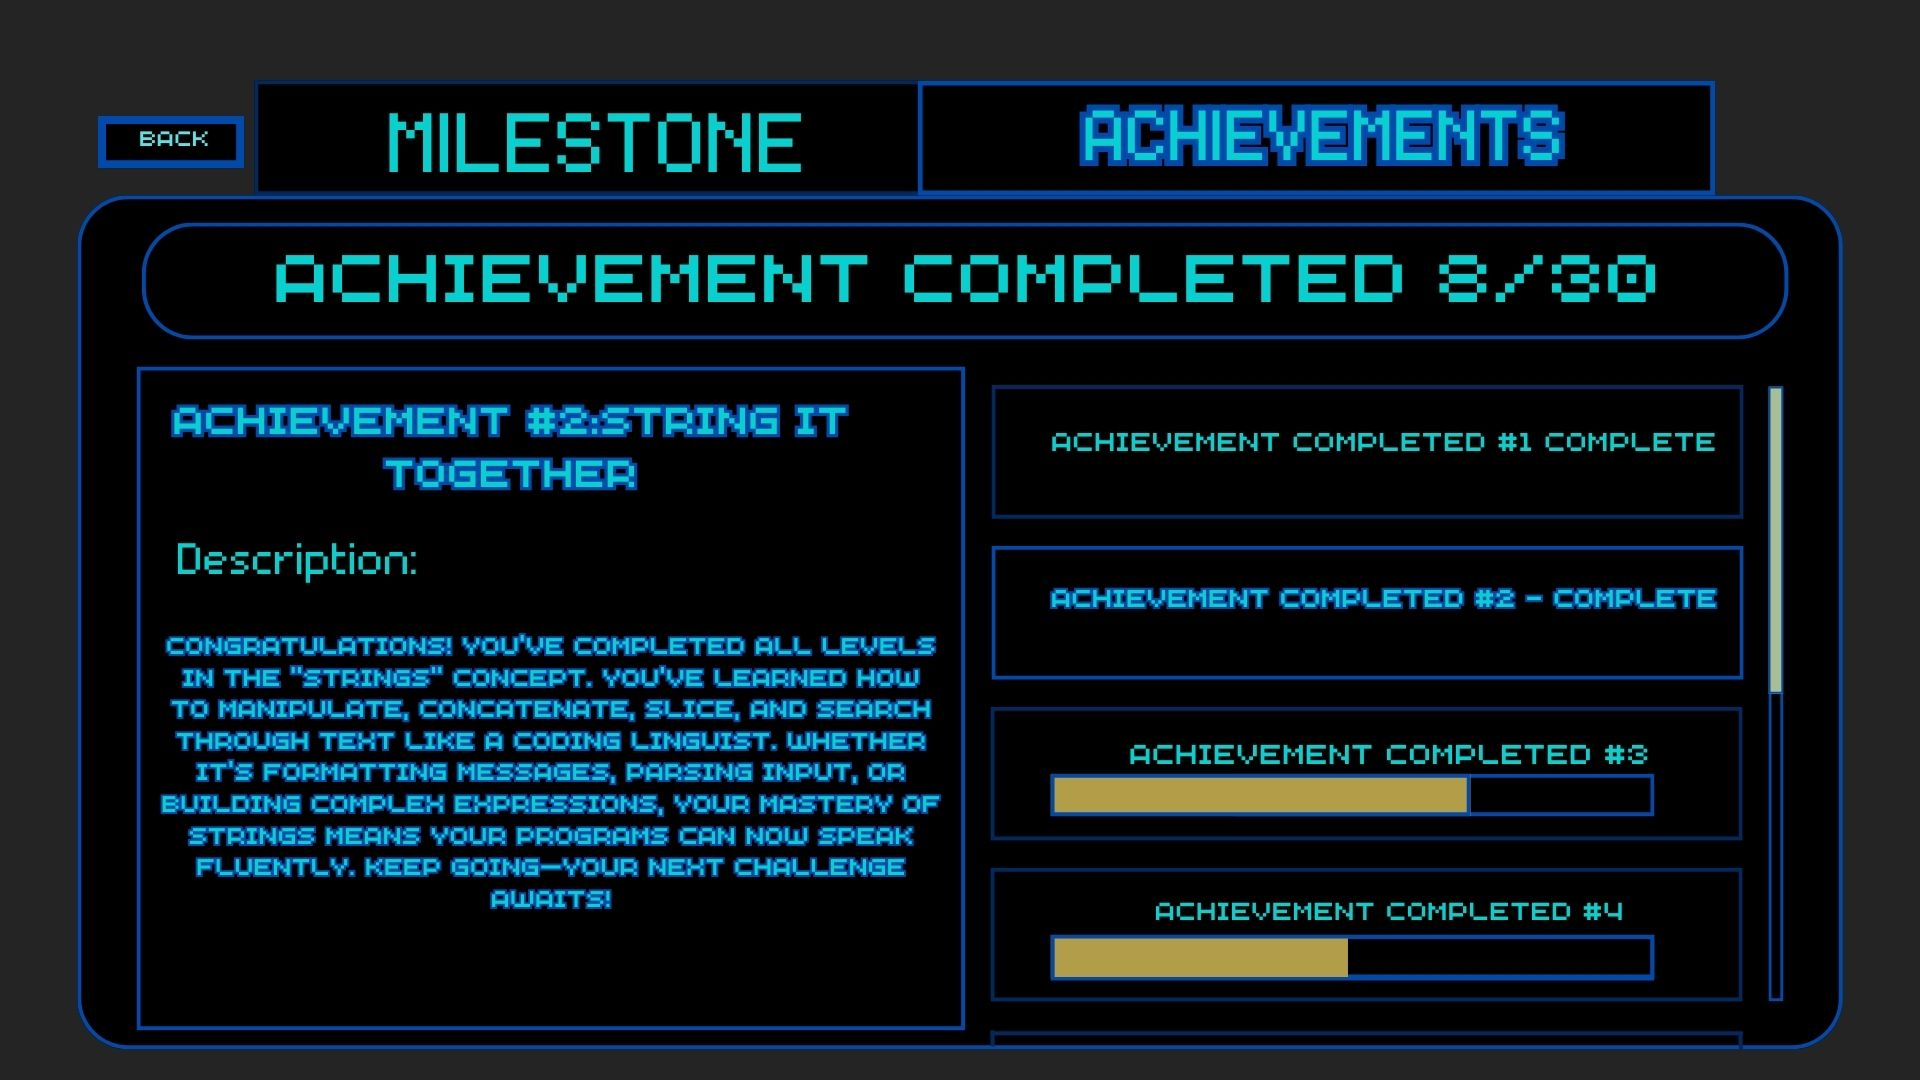 BACK
MILESTONE
ACHIEVEMENTS
ACHIEVEMENT COMPLETED 8/30
ACHIEVEMENT #2:STRING IT
TOGETHER
Description:
CONGRATULATIONS! YOU'VE COMPLETED ALL LEVELS
IN THE "STRINGS" CONCEPT. YOU'VE LEARNED HOW
TO MANIPULATE, CONCATENATE, SLICE, AND SEARCH
THROUGH TEXT LIKE A CODING LINGUIST. WHETHER
IT'S FORMATTING MESSAGES, PARSING INPUT, OR
BUILDING COMPLEX EXPRESSIONS, YOUR MASTERY OF
STRINGS MEANS YOUR PROGRAMS CAN NOW SPEAK
FLUENTLY. KEEP GOING—YOUR NEXT CHALLENGE
AWAITS!
ACHIEVEMENT COMPLETED #1 COMPLETE
ACHIEVEMENT COMPLETED #2 - COMPLETE
ACHIEVEMENT COMPLETED #3
ACHIEVEMENT COMPLETED #4